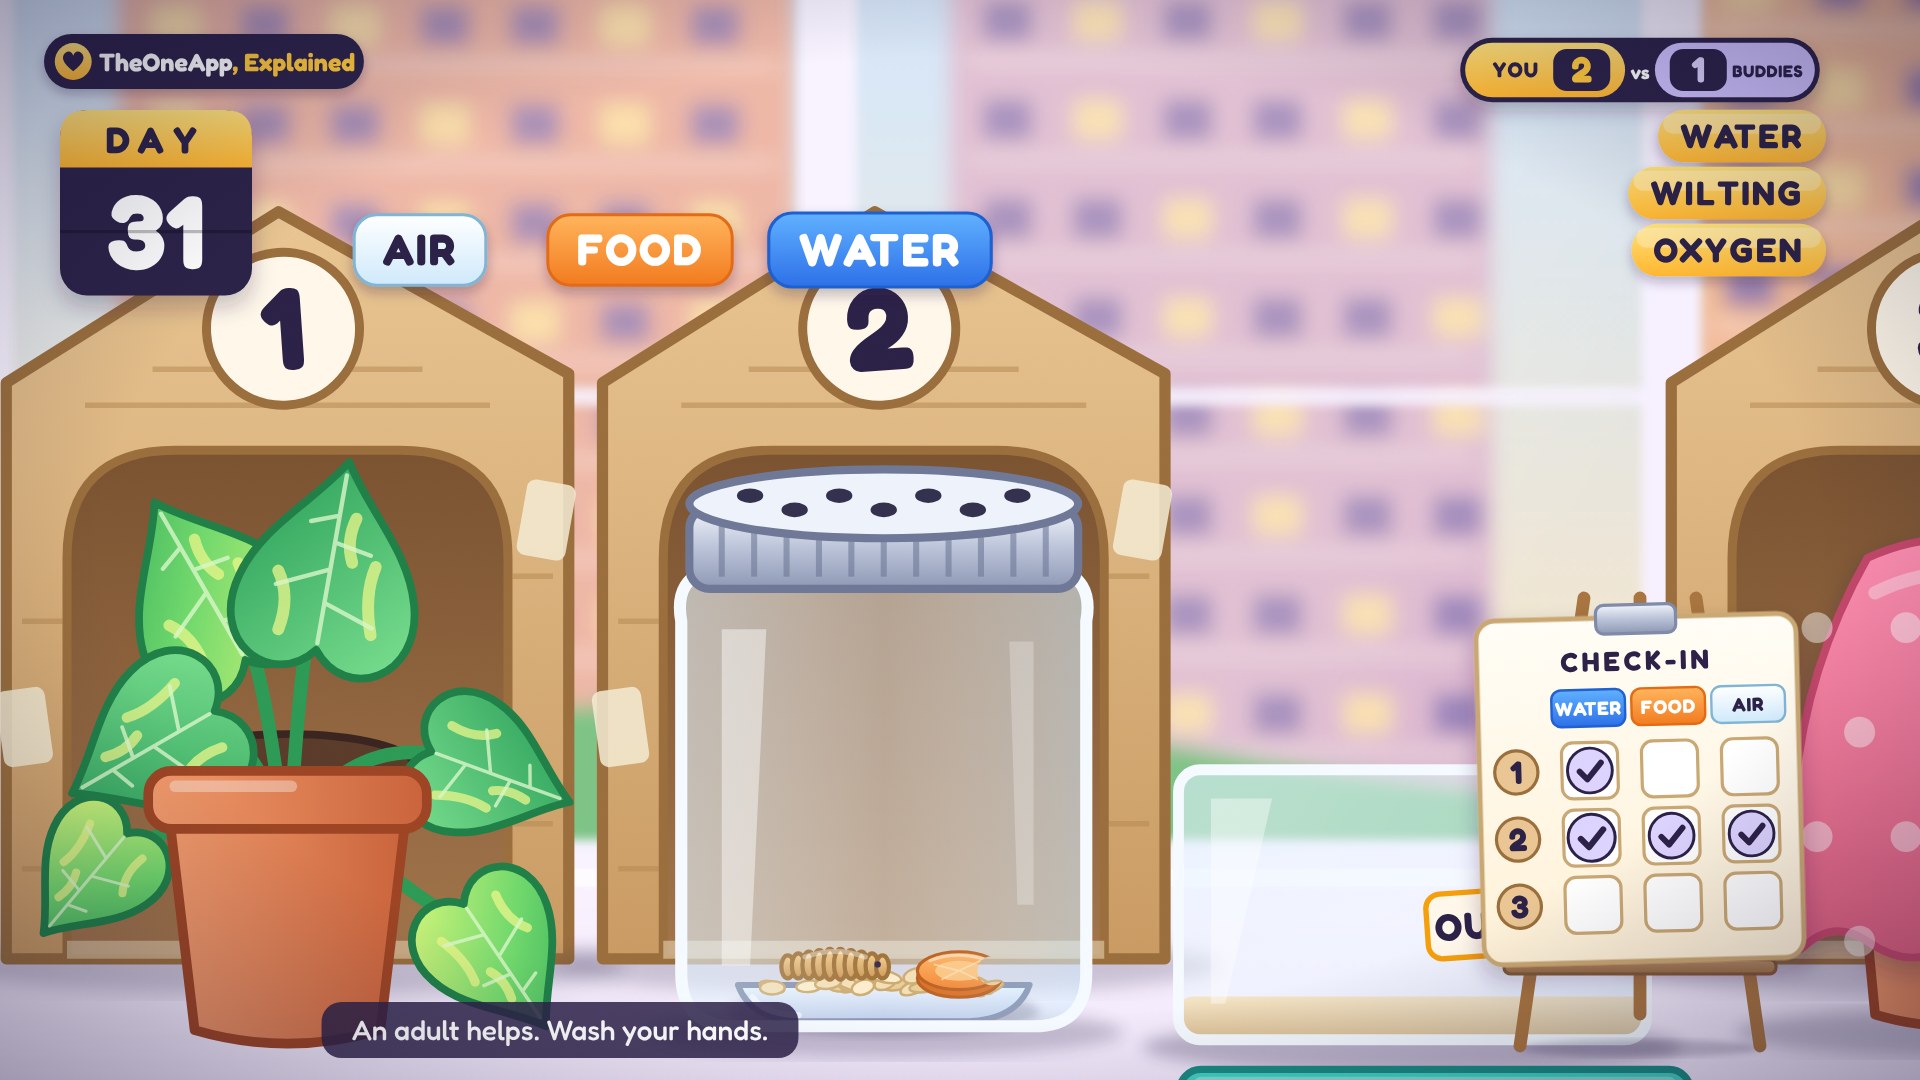 TheOneApp, Explained
YOU 2 vs 1 BUDDIES
DAY
31
WATER
WILTING
OXYGEN
AIR
FOOD
WATER
1
2
CHECK-IN
WATER FOOD AIR
1
2
3
An adult helps. Wash your hands.